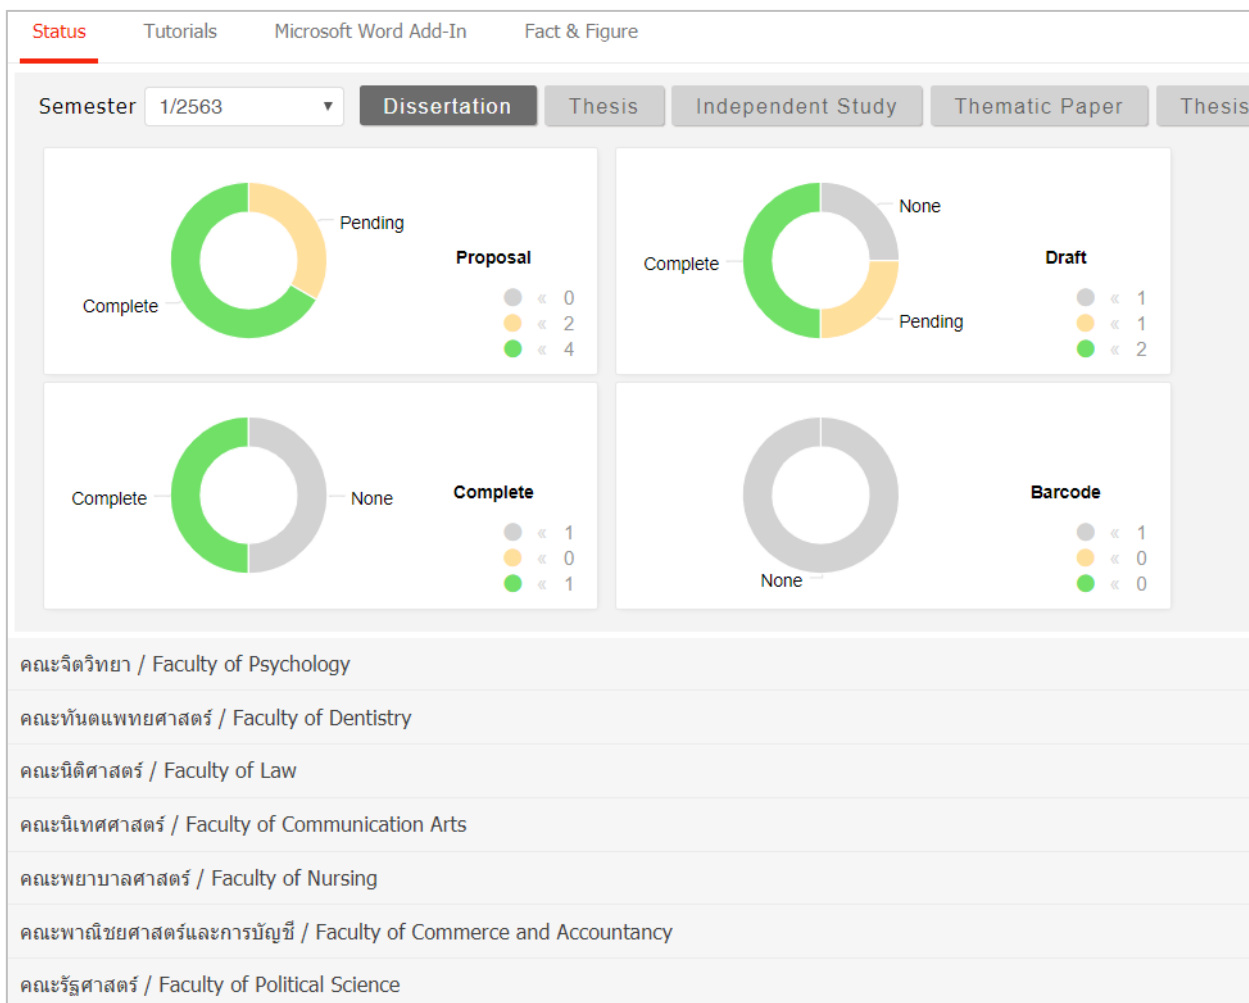 Status Tutorials Microsoft Word Add-In Fact & Figure
Semester 1/2563 Dissertation Thesis Independent Study Thematic Paper Thesis
Pending
Complete
Proposal
« 0
« 2
« 4
None
Complete
Pending
Draft
« 1
« 1
« 2
Complete
None
Complete
« 1
« 0
« 1
None
Barcode
« 1
« 0
« 0
คณะจิตวิทยา / Faculty of Psychology
คณะทันตแพทยศาสตร์ / Faculty of Dentistry
คณะนิติศาสตร์ / Faculty of Law
คณะนิเทศศาสตร์ / Faculty of Communication Arts
คณะพยาบาลศาสตร์ / Faculty of Nursing
คณะพาณิชยศาสตร์และการบัญชี / Faculty of Commerce and Accountancy
คณะรัฐศาสตร์ / Faculty of Political Science